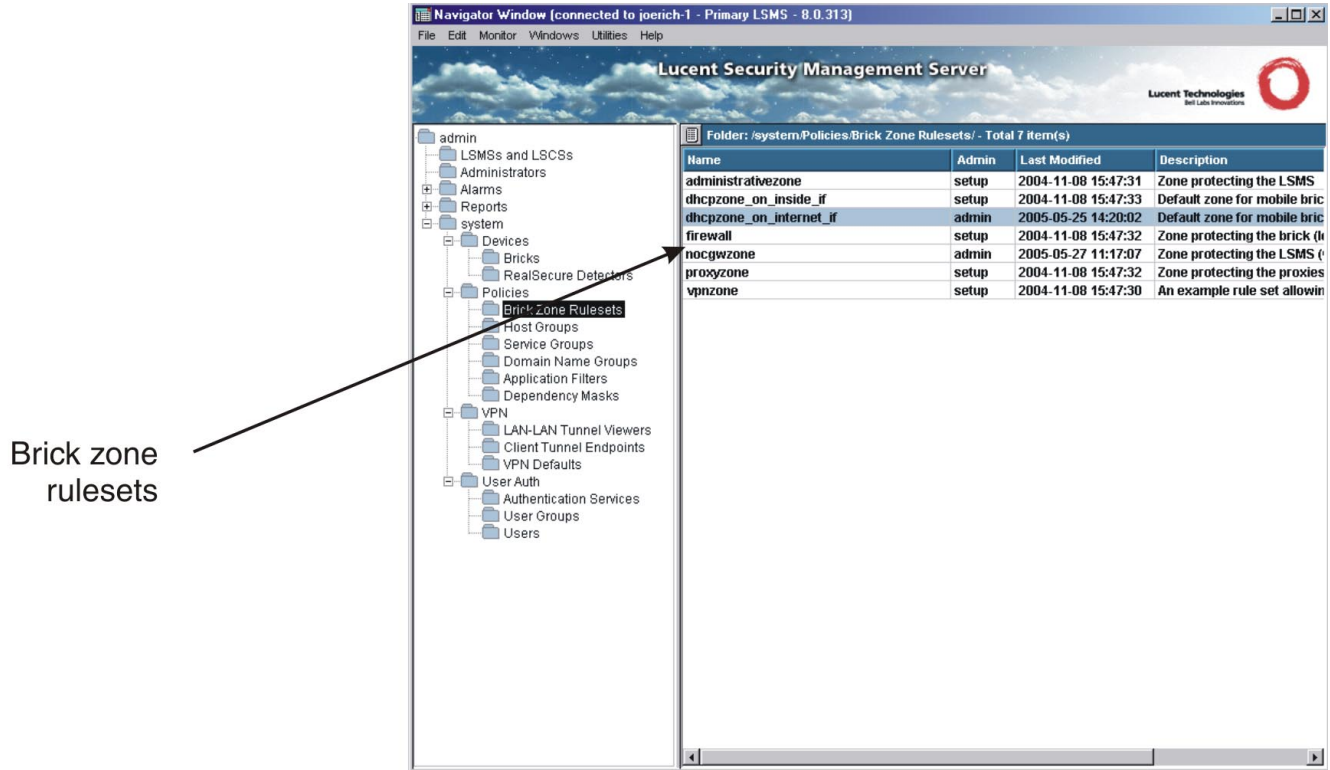 Navigator Window (connected to joerich-1 - Primary LSMS - 8.0.313)
File Edit Monitor Windows Utilities Help
Lucent Security Management Server
Lucent Technologies
Bell Labs Innovations
admin
LSMSs and LSCSs
Administrators
Alarms
Reports
system
Devices
Bricks
RealSecure Detectors
Policies
Brick Zone Rulesets
Host Groups
Service Groups
Domain Name Groups
Application Filters
Dependency Masks
VPN
LAN-LAN Tunnel Viewers
Client Tunnel Endpoints
VPN Defaults
User Auth
Authentication Services
User Groups
Users
Folder: /system/Policies/Brick Zone Rulesets/ - Total 7 item(s)
Name Admin Last Modified Description
administrativezone setup 2004-11-08 15:47:31 Zone protecting the LSMS
dhcpzone_on_inside_if setup 2004-11-08 15:47:33 Default zone for mobile bric
dhcpzone_on_internet_if admin 2005-05-25 14:20:02 Default zone for mobile bric
firewall setup 2004-11-08 15:47:32 Zone protecting the brick
nocgwzone admin 2005-05-27 11:17:07 Zone protecting the LSMS (
proxyzone setup 2004-11-08 15:47:32 Zone protecting the proxies
vpnzone setup 2004-11-08 15:47:30 An example rule set allowin
Brick zone
rulesets